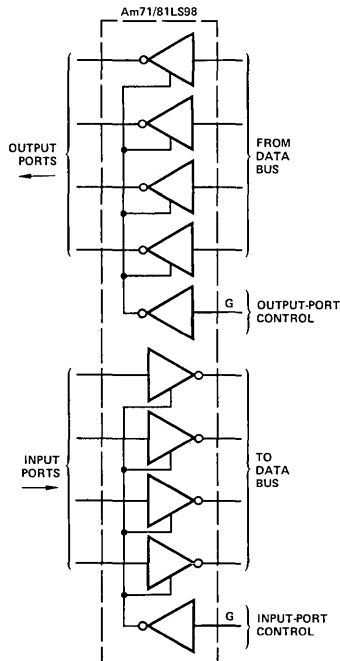 Am71/81LS98
OUTPUT
PORTS
FROM
DATA
BUS
G
OUTPUT-PORT
CONTROL
INPUT
PORTS
TO
DATA
BUS
G
INPUT-PORT
CONTROL